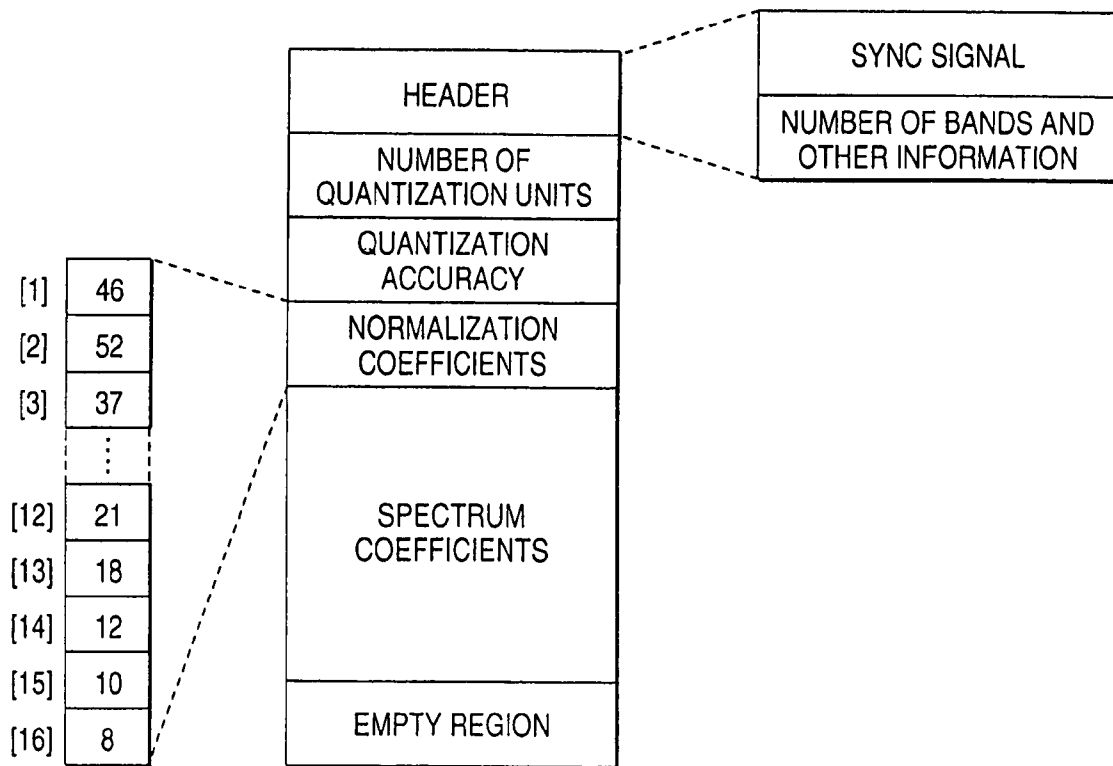 HEADER
NUMBER OF
QUANTIZATION UNITS
QUANTIZATION
ACCURACY
NORMALIZATION
COEFFICIENTS
SPECTRUM
COEFFICIENTS
EMPTY REGION
SYNC SIGNAL
NUMBER OF BANDS AND
OTHER INFORMATION
[1] 46
[2] 52
[3] 37
⋮
[12] 21
[13] 18
[14] 12
[15] 10
[16] 8